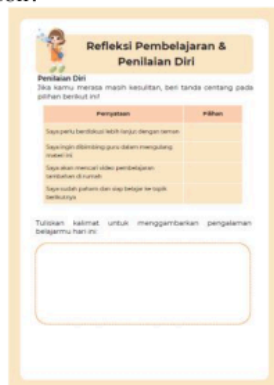 Refleksi Pembelajaran &
Penilaian Diri
Penilaian Diri
Jika kamu merasa masih kesulitan, beri tanda centang pada
pilihan berikut ini!
Pernyataan Pilihan
Saya perlu berdiskusi lebih lanjut dengan teman
Saya ingin dibimbing guru dalam mengulang
materi ini
Saya akan mencari video pembelajaran
tambahan di rumah
Saya sudah paham dan siap belajar ke topik
berikutnya
Tuliskan kalimat untuk menggambarkan pengalaman
belajarmu hari ini: